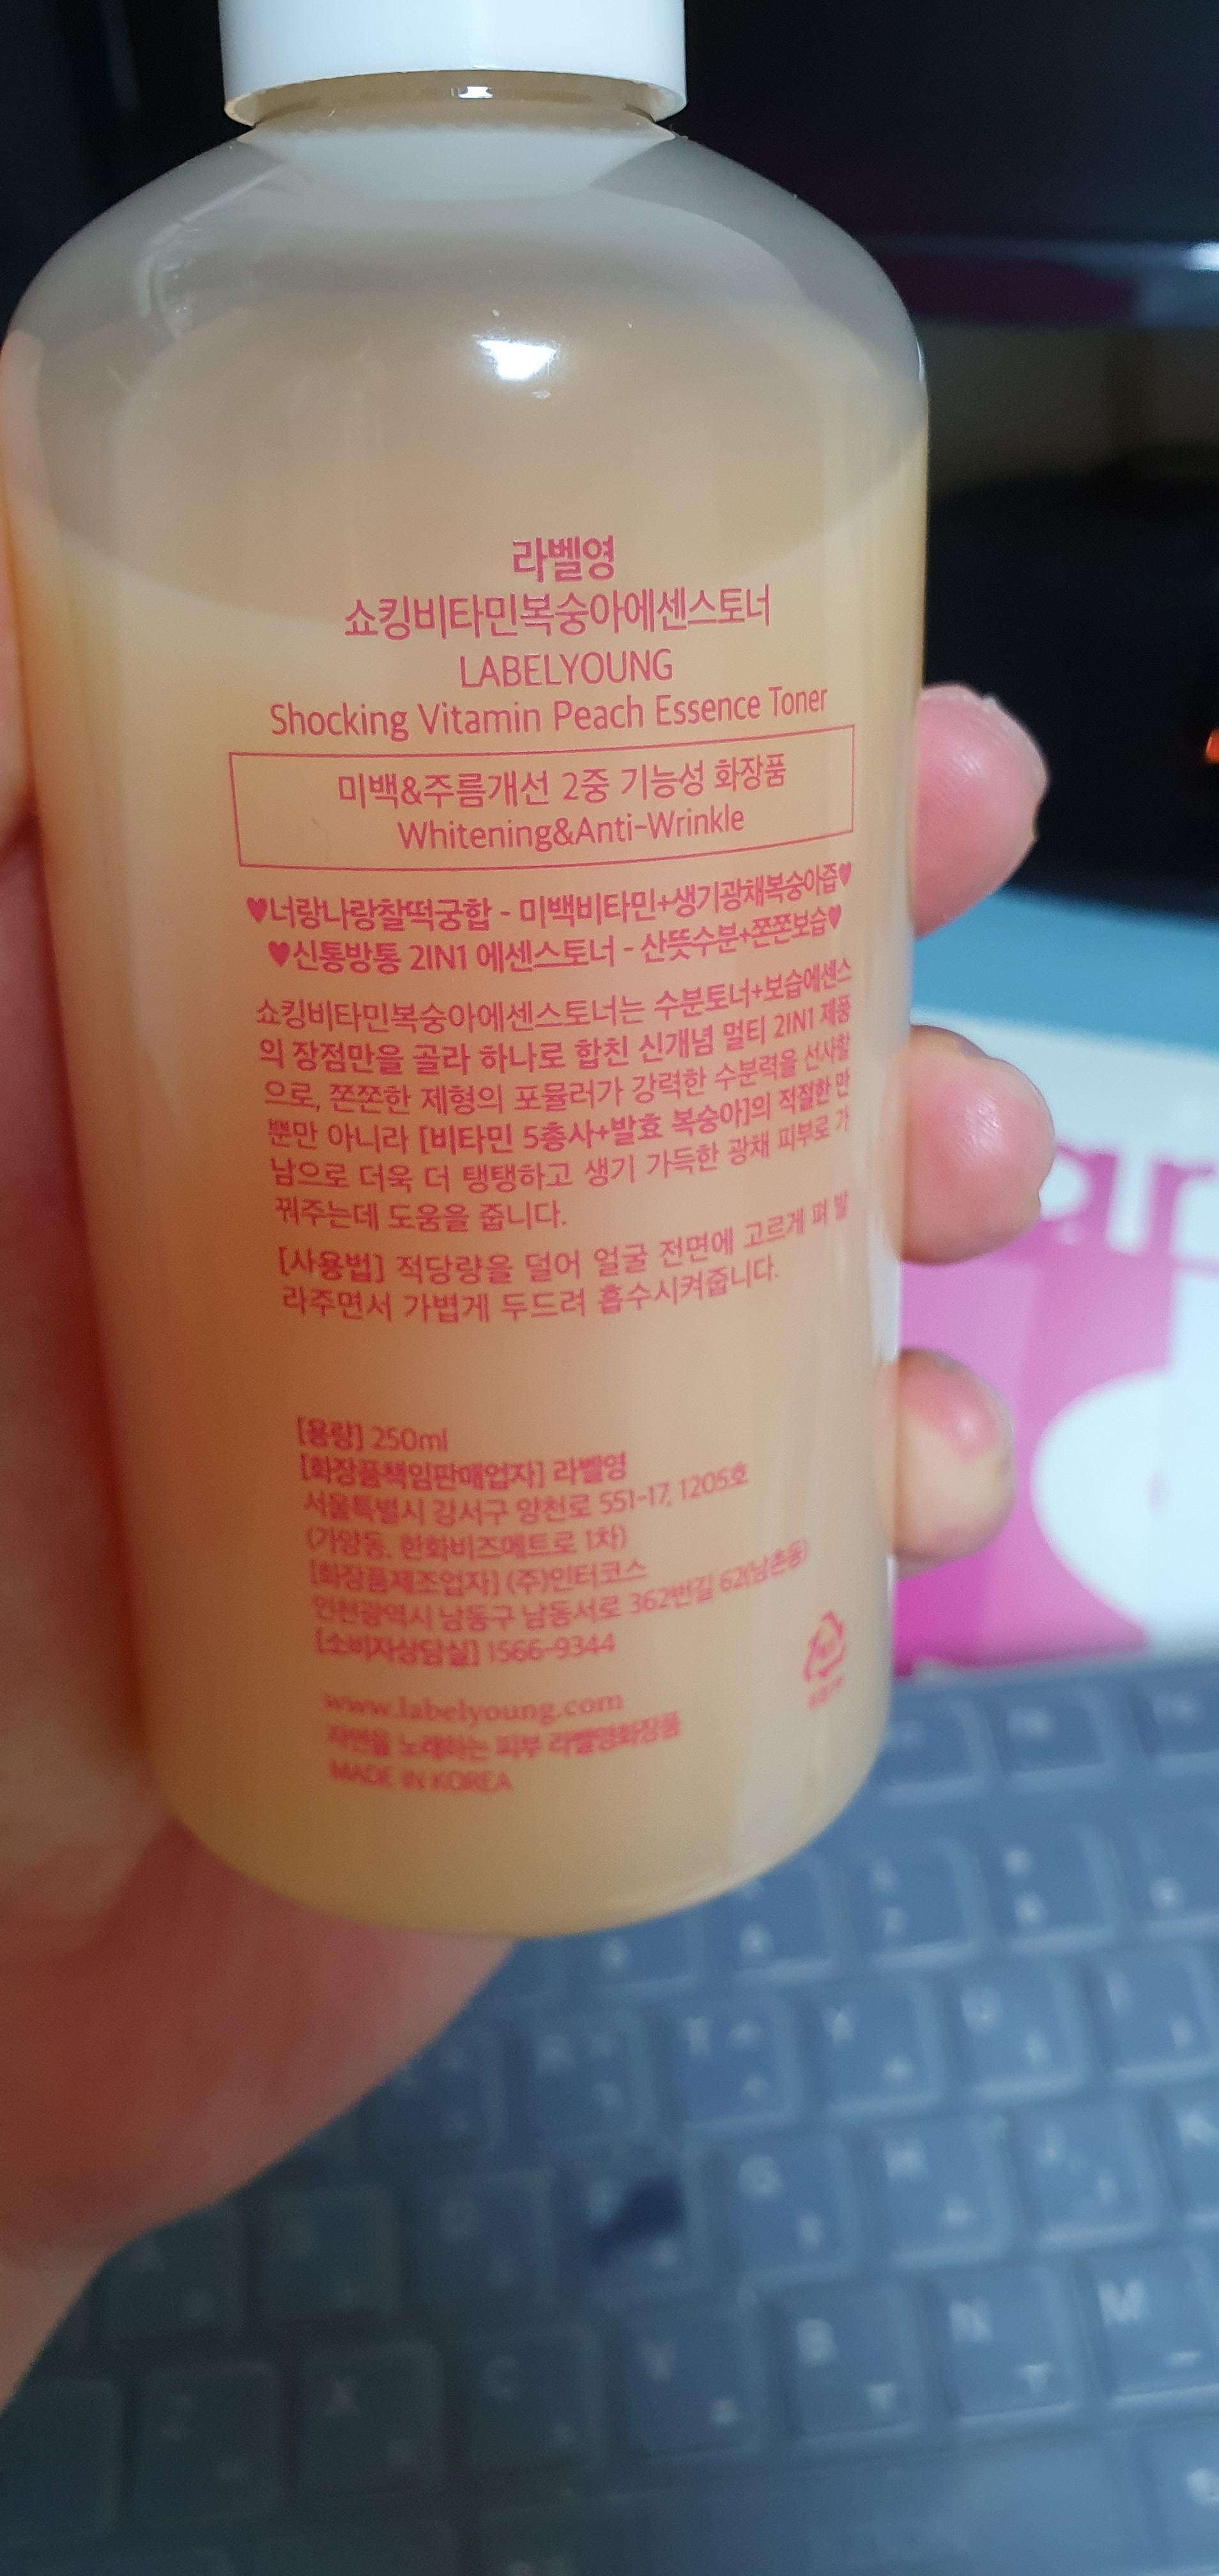 라벨영
쇼킹비타민복숭아에센스토너
LABELYOUNG
Shocking Vitamin Peach Essence Toner
미백&주름개선 2중 기능성 화장품
Whitening&Anti-Wrinkle
♥너랑나랑찰떡궁합 - 미백비타민+생기광채복숭아즙♥
♥신통방통 2IN1 에센스토너 - 산뜻수분+쫀쫀보습♥
쇼킹비타민복숭아에센스토너는 수분토너+보습에센스
의 장점만을 골라 하나로 합친 신개념 멀티 2IN1 제품
으로, 쫀쫀한 제형의 포뮬러가 강력한 수분력을 선사할
뿐만 아니라 [비타민 5총사+발효 복숭아]의 적절한 만
남으로 더욱 더 탱탱하고 생기 가득한 광채 피부로 가
꿔주는데 도움을 줍니다.
[사용법] 적당량을 덜어 얼굴 전면에 고르게 펴 발
라주면서 가볍게 두드려 흡수시켜줍니다.
[용량] 250ml
[화장품책임판매업자] 라벨영
서울특별시 강서구 양천로 551-17, 1205호
(가양동, 한화비즈메트로 1차)
[화장품제조업자] (주)인터코스
인천광역시 남동구 남동서로 362번길 62(남촌동)
[소비자상담실] 1566-9344
www.labelyoung.com
자연을 노래하는 피부 라벨영화장품
MADE IN KOREA